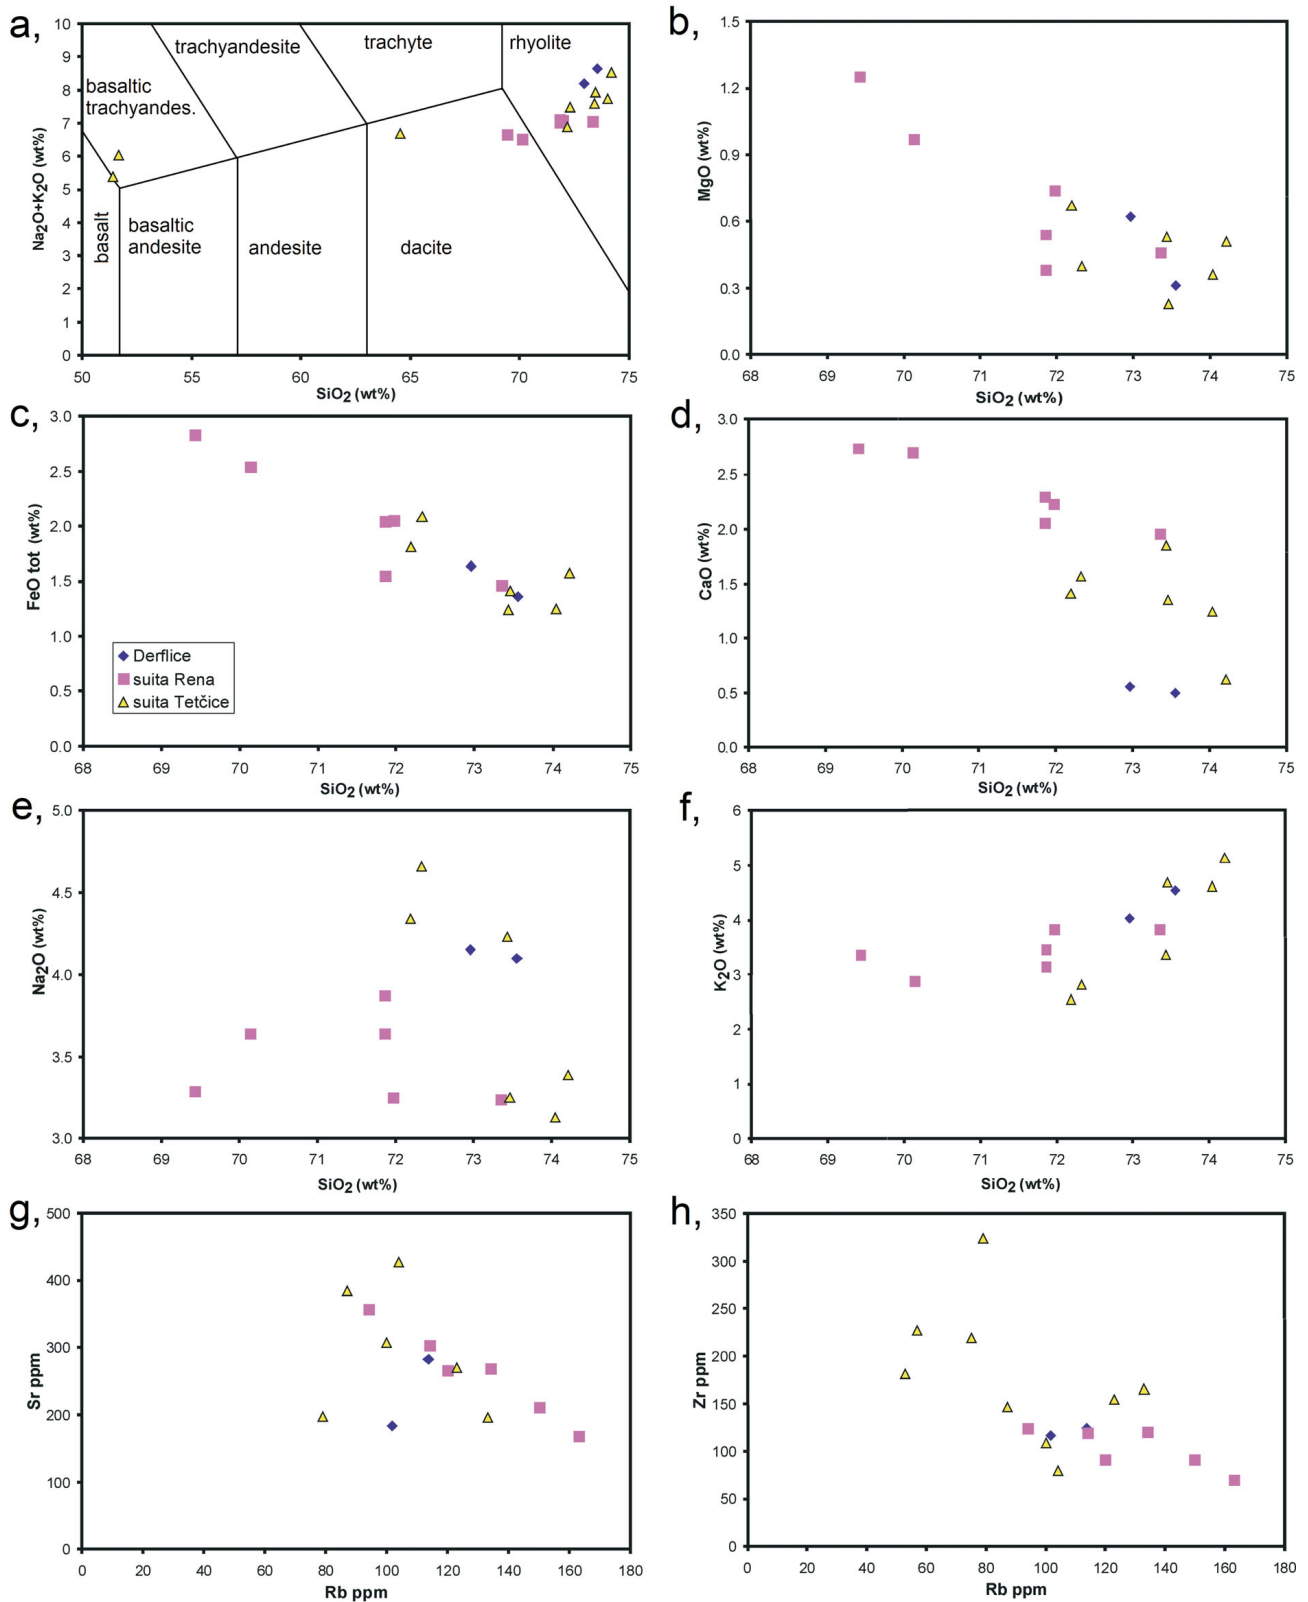 a,
10
9
8
7
6
5
4
3
2
1
0
Na2O+K2O (wt%)
trachyandesite
trachyte
rhyolite
basaltic
trachyandes.
basalt
basaltic
andesite
andesite
dacite
50 55 60 65 70 75
SiO2 (wt%)
b,
1.5
1.2
0.9
0.6
0.3
0.0
MgO (wt%)
68 69 70 71 72 73 74 75
SiO2 (wt%)
c,
3.0
2.5
2.0
1.5
1.0
0.5
0.0
FeO tot (wt%)
Derflice
suita Rena
suita Tetčice
68 69 70 71 72 73 74 75
SiO2 (wt%)
d,
3.0
2.5
2.0
1.5
1.0
0.5
0.0
CaO (wt%)
68 69 70 71 72 73 74 75
SiO2 (wt%)
e,
5.0
4.5
4.0
3.5
3.0
Na2O (wt%)
68 69 70 71 72 73 74 75
SiO2 (wt%)
f,
6
5
4
3
2
1
0
K2O (wt%)
68 69 70 71 72 73 74 75
SiO2 (wt%)
g,
500
400
300
200
100
0
Sr ppm
0 20 40 60 80 100 120 140 160 180
Rb ppm
h,
350
300
250
200
150
100
50
0
Zr ppm
0 20 40 60 80 100 120 140 160 180
Rb ppm